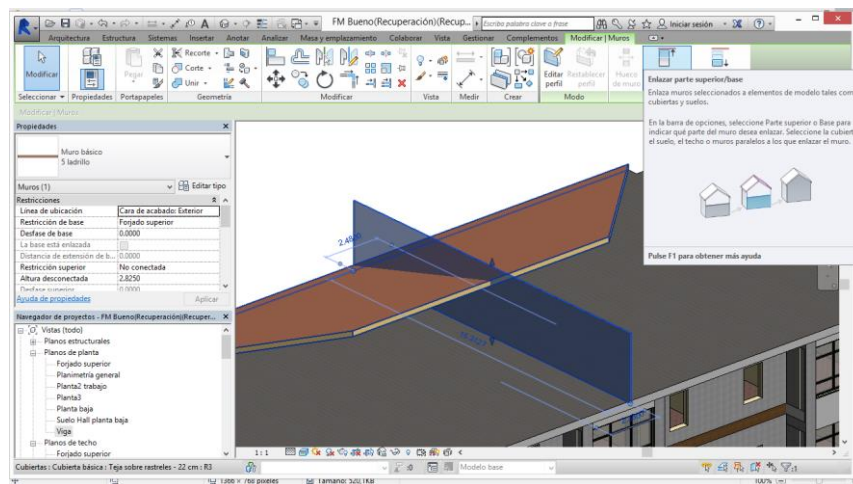 FM Bueno(Recuperación)(Recup...
Escriba palabra clave o frase
Iniciar sesión
Arquitectura Estructura Sistemas Insertar Anotar Analizar Masa y emplazamiento Colaborar Vista Gestionar Complementos Modificar | Muros
Modificar
Pegar
Recorte
Corte
Unir
Editar perfil
Restablecer perfil
Hueco de muro
Seleccionar Propiedades Portapapeles Geometría Modificar Vista Medir Crear Modo
Modificar | Muros
Enlazar parte superior/base
Enlaza muros seleccionados a elementos de modelo tales com
cubiertas y suelos.
En la barra de opciones, seleccione Parte superior o Base para
indicar qué parte del muro desea enlazar. Seleccione la cubiert
el suelo, el techo o muros paralelos a los que enlazar el muro.
Pulse F1 para obtener más ayuda
Propiedades
Muro básico
5 ladrillo
Muros (1)
Editar tipo
Restricciones
Línea de ubicación Cara de acabado: Exterior
Restricción de base Forjado superior
Desfase de base 0.0000
La base está enlazada
Distancia de extensión de b... 0.0000
Restricción superior No conectada
Altura desconectada 2.8250
Desfase superior 0.0000
Ayuda de propiedades
Aplicar
Navegador de proyectos - FM Bueno(Recuperación)(Recuper...
Vistas (todo)
Planos estructurales
Planos de planta
Forjado superior
Planimetría general
Planta2 trabajo
Planta3
Planta baja
Suelo Hall planta baja
Viga
Planos de techo
Forjado superior
1:1
Cubiertas : Cubierta básica : Teja sobre rastreles - 22 cm : R3
:0
Modelo base
:1
1366 × 768 píxeles
Tamaño: 520,1KB
100%